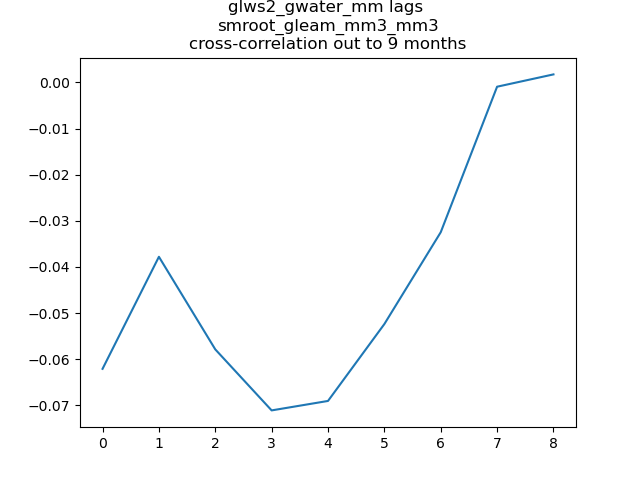 glws2_gwater_mm lags
smroot_gleam_mm3_mm3
cross-correlation out to 9 months
0.00
−0.01
−0.02
−0.03
−0.04
−0.05
−0.06
−0.07
0 1 2 3 4 5 6 7 8